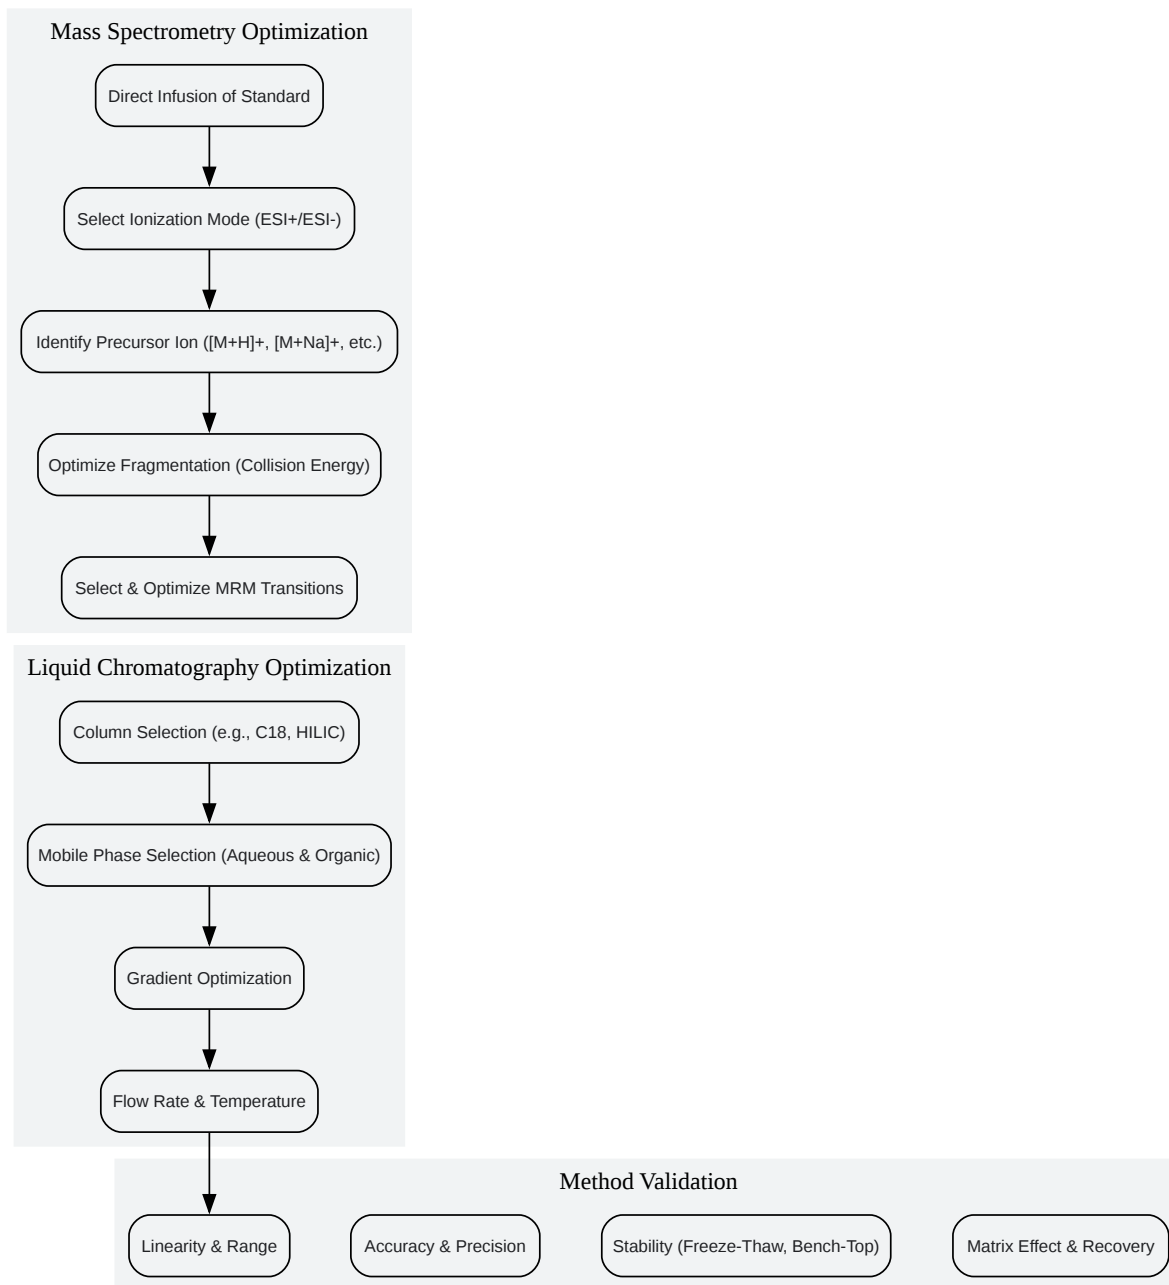 Mass Spectrometry Optimization
Direct Infusion of Standard
Select Ionization Mode (ESI+/ESI-)
Identify Precursor Ion ([M+H]+, [M+Na]+, etc.)
Optimize Fragmentation (Collision Energy)
Select & Optimize MRM Transitions
Liquid Chromatography Optimization
Column Selection (e.g., C18, HILIC)
Mobile Phase Selection (Aqueous & Organic)
Gradient Optimization
Flow Rate & Temperature
Method Validation
Linearity & Range
Accuracy & Precision
Stability (Freeze-Thaw, Bench-Top)
Matrix Effect & Recovery